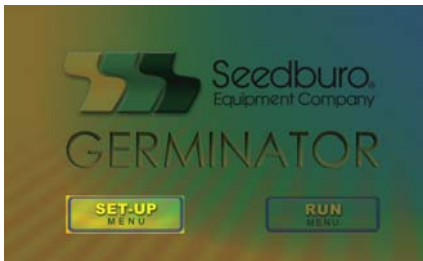 Seedburo®
Equipment Company
GERMINATOR
SET-UP RUN
MENU MENU